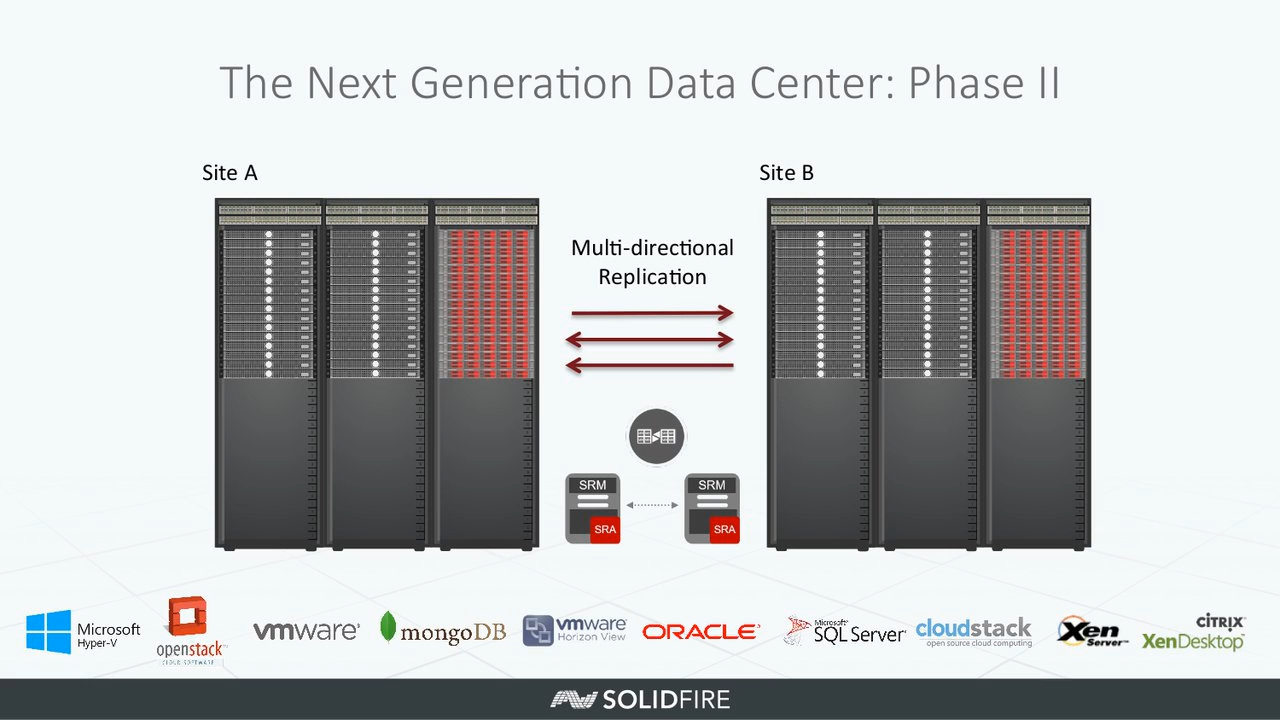 The Next Generation Data Center: Phase II
Site A
Site B
Multi-directional
Replication
SRM
SRA
SRM
SRA
Microsoft
Hyper-V
openstack
CLOUD SOFTWARE
vmware
mongoDB
vmware
Horizon View
ORACLE
Microsoft
SQL Server
cloudstack
open source cloud computing
Xen
Server
CITRIX
XenDesktop
SOLIDFIRE